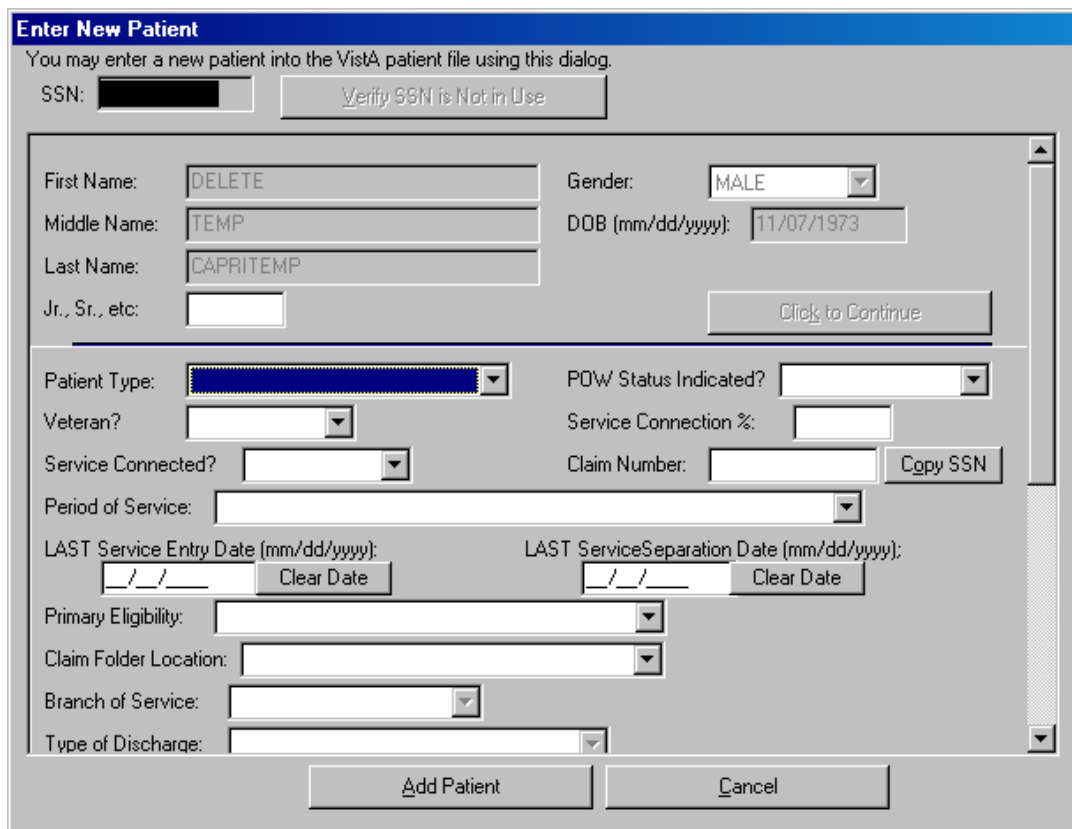 Enter New Patient
You may enter a new patient into the VistA patient file using this dialog.
SSN: Verify SSN is Not in Use
First Name: DELETE Gender: MALE
Middle Name: TEMP DOB (mm/dd/yyyy): 11/07/1973
Last Name: CAPRITEMP
Jr., Sr., etc: Click to Continue
Patient Type: POW Status Indicated?
Veteran? Service Connection %:
Service Connected? Claim Number: Copy SSN
Period of Service:
LAST Service Entry Date (mm/dd/yyyy): LAST ServiceSeparation Date (mm/dd/yyyy);
__/__/____ Clear Date __/__/____ Clear Date
Primary Eligibility:
Claim Folder Location:
Branch of Service:
Type of Discharge:
Add Patient Cancel